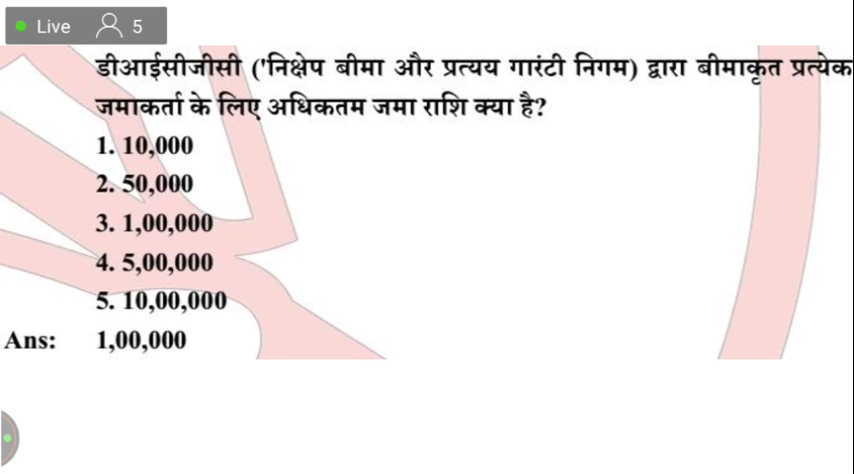 Live 5
डीआईसीजीसी ('निक्षेप बीमा और प्रत्यय गारंटी निगम) द्वारा बीमाकृत प्रत्येक
जमाकर्ता के लिए अधिकतम जमा राशि क्या है?
1. 10,000
2. 50,000
3. 1,00,000
4. 5,00,000
5. 10,00,000
Ans: 1,00,000